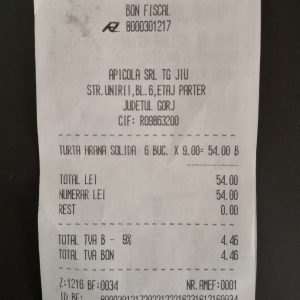 BON FISCAL
8000301217
APICOLA SRL TG JIU
STR.UNIRII,BL.6,ETAJ PARTER
JUDETUL GORJ
CIF: RO9863200
TURTA HRANA SOLIDA 6 BUC. X 9.00= 54.00 B
TOTAL LEI 54.00
NUMERAR LEI 54.00
REST 0.00
TOTAL TVA B - 9% 4.46
TOTAL TVA BON 4.46
Z:1216 BF:0034 NR.AMEF:0001
ID BF: